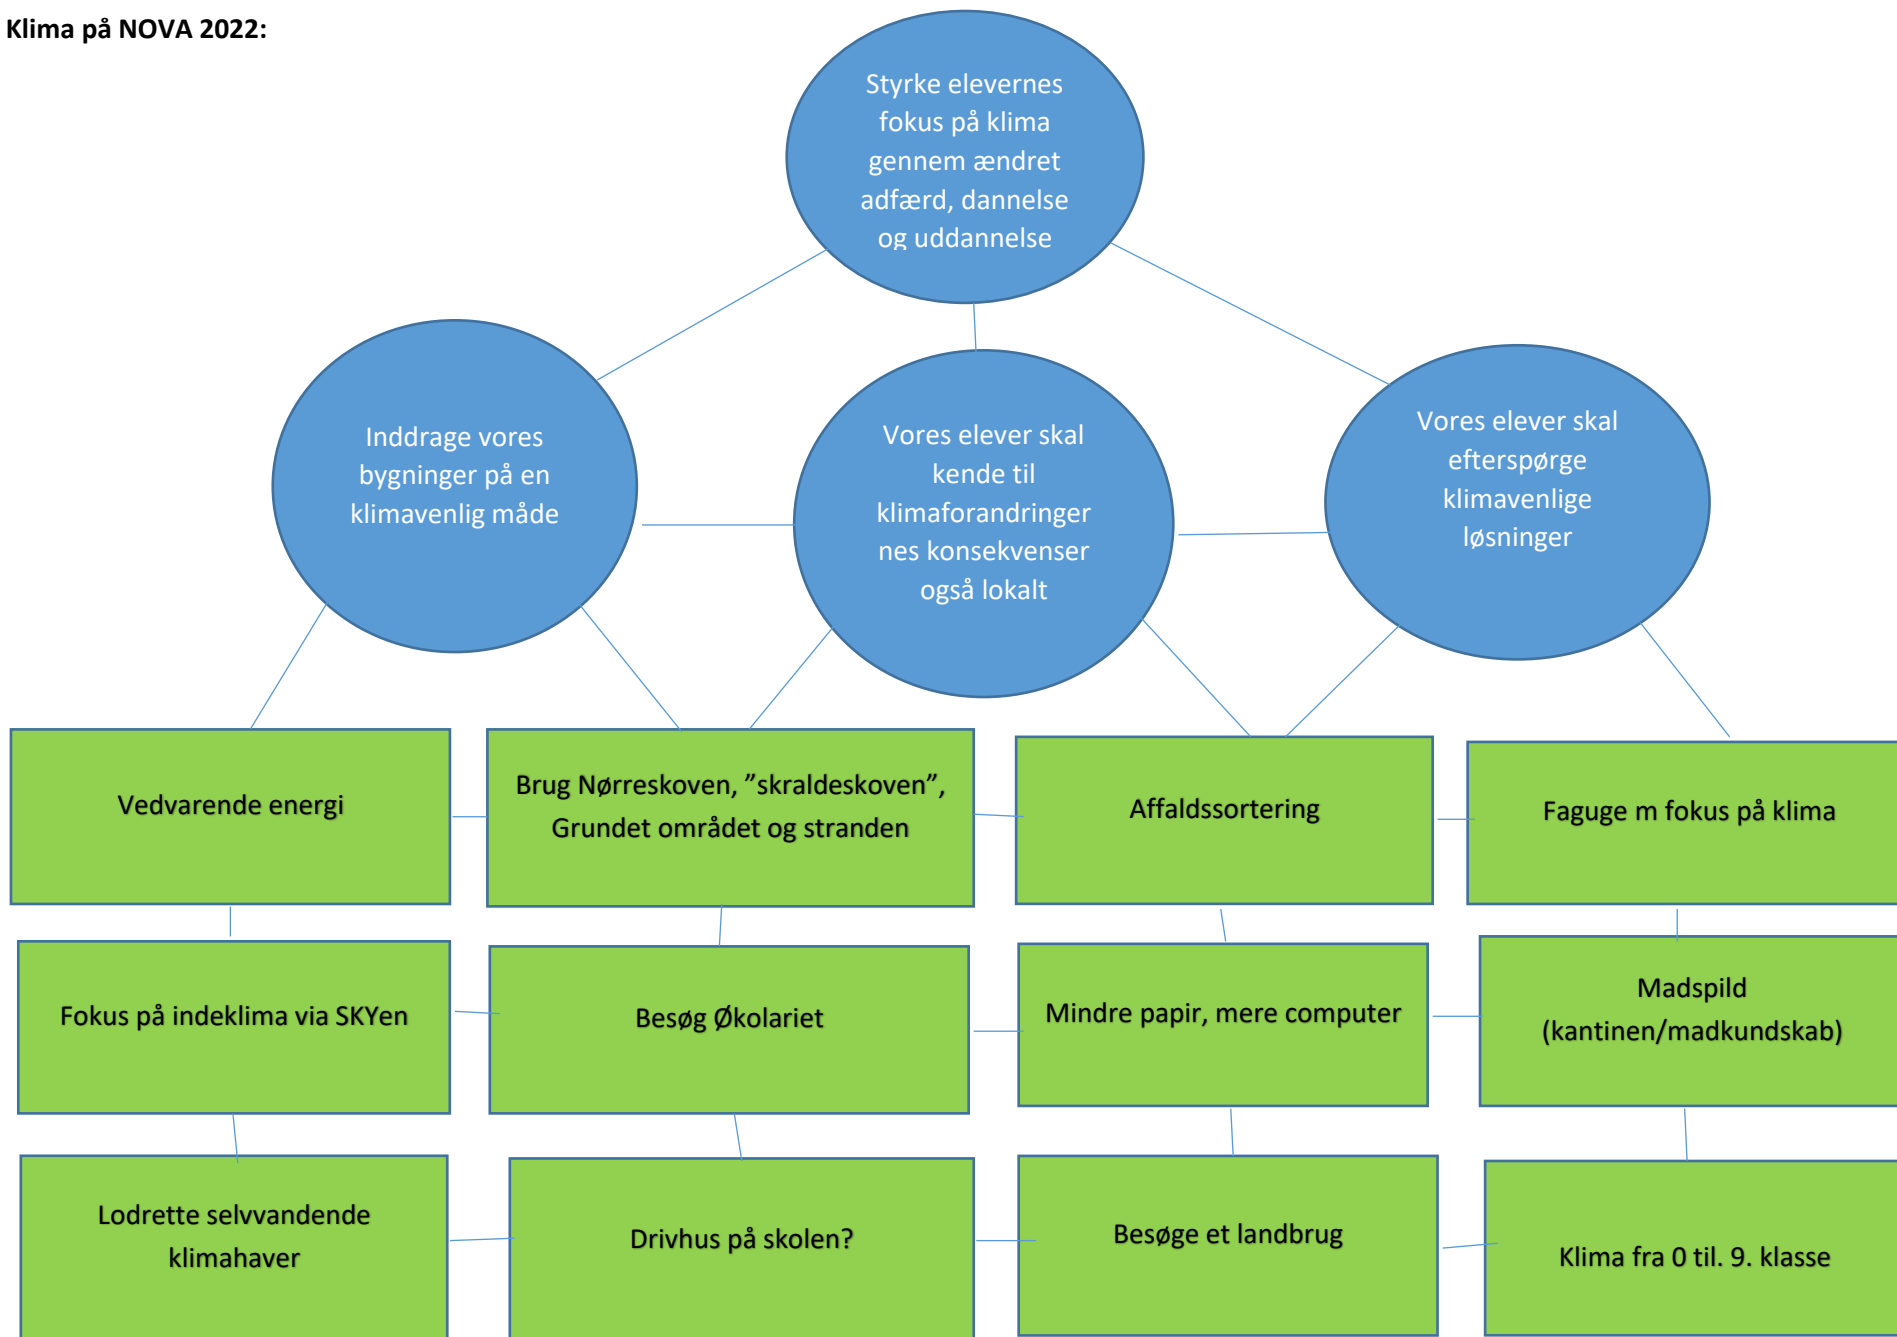 Klima på NOVA 2022:
Styrke elevernes
fokus på klima
gennem ændret
adfærd, dannelse
og uddannelse
Inddrage vores
bygninger på en
klimavenlig måde
Vores elever skal
kende til
klimaforandringer
nes konsekvenser
også lokalt
Vores elever skal
efterspørge
klimavenlige
løsninger
Vedvarende energi
Brug Nørreskoven, ”skraldeskoven”,
Grundet området og stranden
Affaldssortering
Faguge m fokus på klima
Fokus på indeklima via SKYen
Besøg Økolariet
Mindre papir, mere computer
Madspild
(kantinen/madkundskab)
Lodrette selvvandende
klimahaver
Drivhus på skolen?
Besøge et landbrug
Klima fra 0 til. 9. klasse